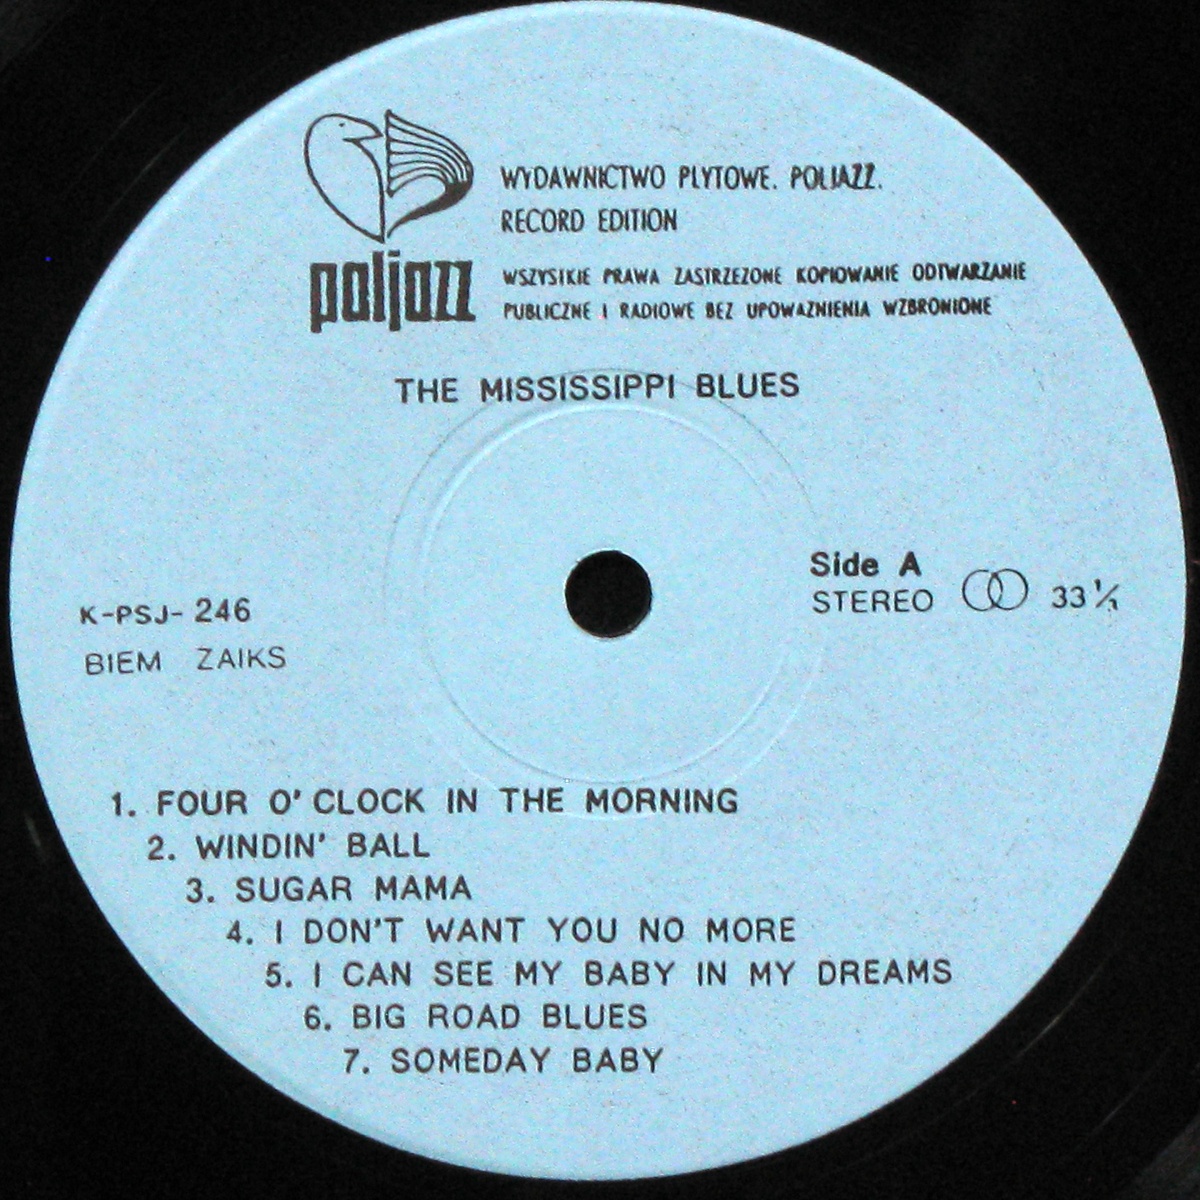 WYDAWNICTWO PLYTOWE. POLJAZZ.
RECORD EDITION
poljazz
WSZYSIKIE PRAWA ZASTRZEZONE KOPIOWANIE ODTWARZANIE
PUBLICZNE I RADIOWE BEZ UPOWAZNIENIA WZBRONIONE
THE MISSISSIPPI BLUES
Side A
STEREO 33 1/3
K-PSJ-246
BIEM ZAIKS
1. FOUR O' CLOCK IN THE MORNING
2. WINDIN' BALL
3. SUGAR MAMA
4. I DON'T WANT YOU NO MORE
5. I CAN SEE MY BABY IN MY DREAMS
6. BIG ROAD BLUES
7. SOMEDAY BABY